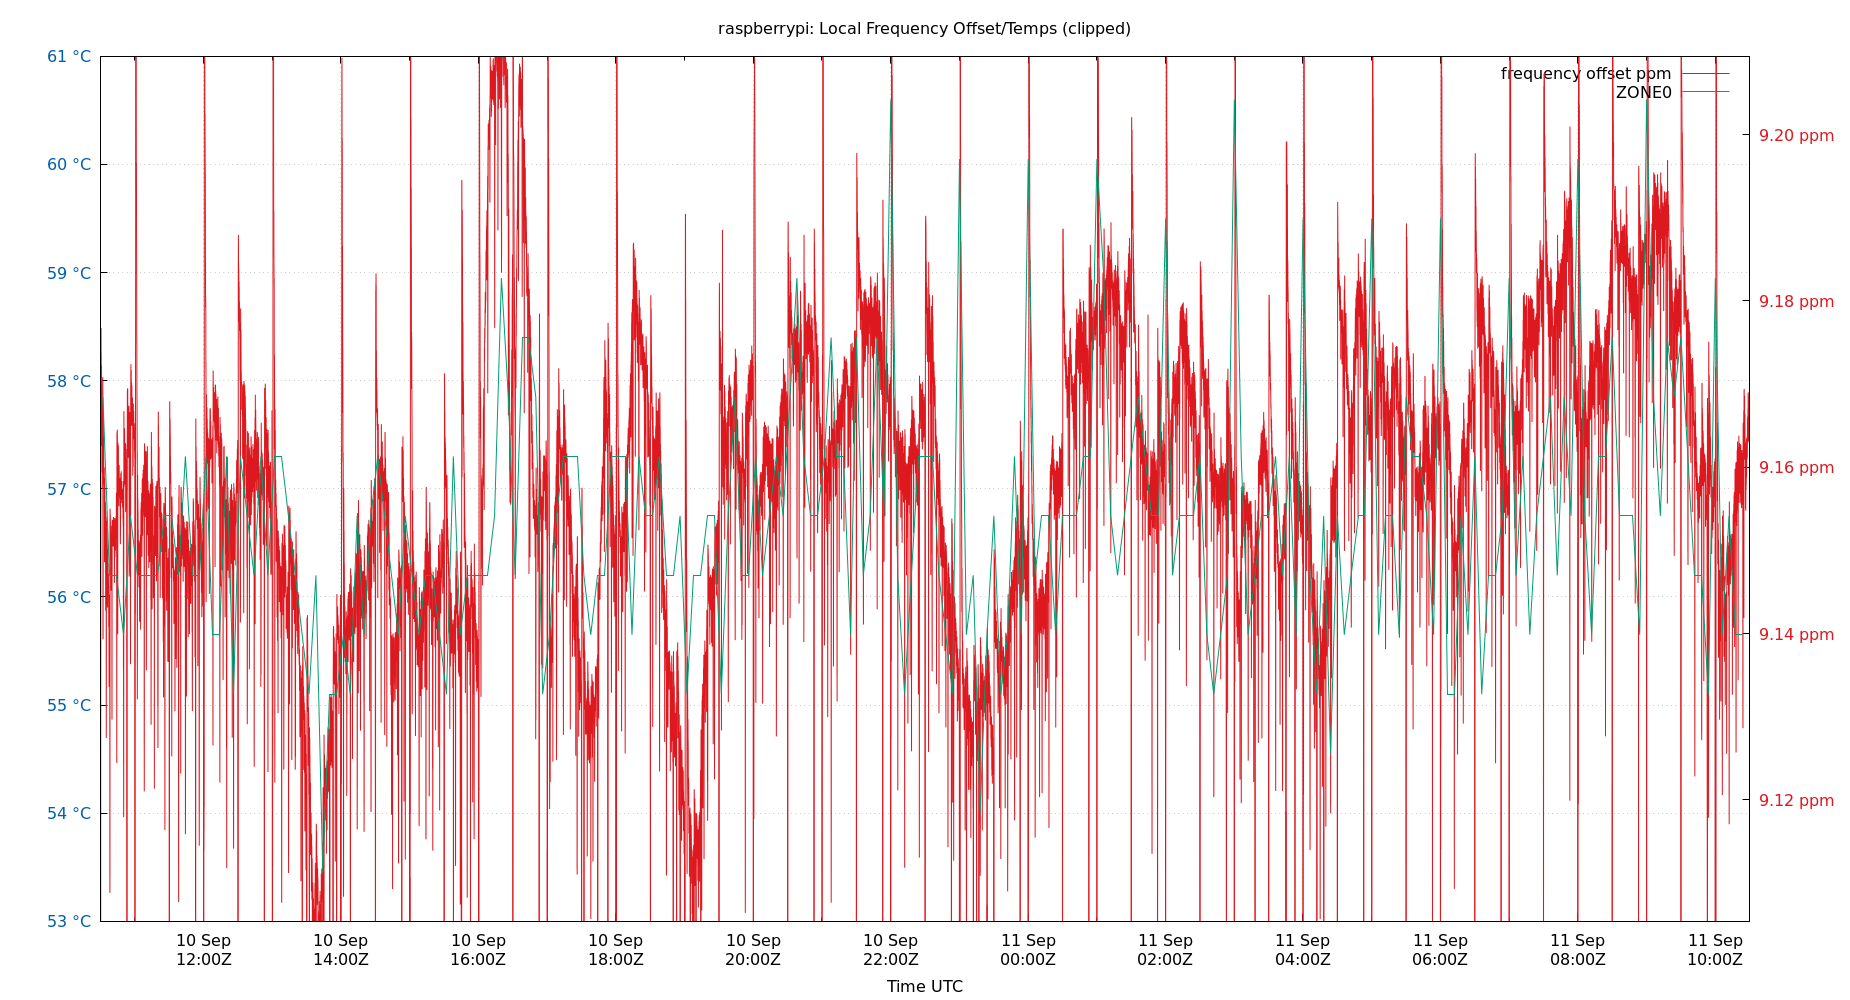 raspberrypi: Local Frequency Offset/Temps (clipped)
61 °C
60 °C
59 °C
58 °C
57 °C
56 °C
55 °C
54 °C
53 °C
frequency offset ppm
ZONE0
9.20 ppm
9.18 ppm
9.16 ppm
9.14 ppm
9.12 ppm
10 Sep
12:00Z
10 Sep
14:00Z
10 Sep
16:00Z
10 Sep
18:00Z
10 Sep
20:00Z
10 Sep
22:00Z
11 Sep
00:00Z
11 Sep
02:00Z
11 Sep
04:00Z
11 Sep
06:00Z
11 Sep
08:00Z
11 Sep
10:00Z
Time UTC